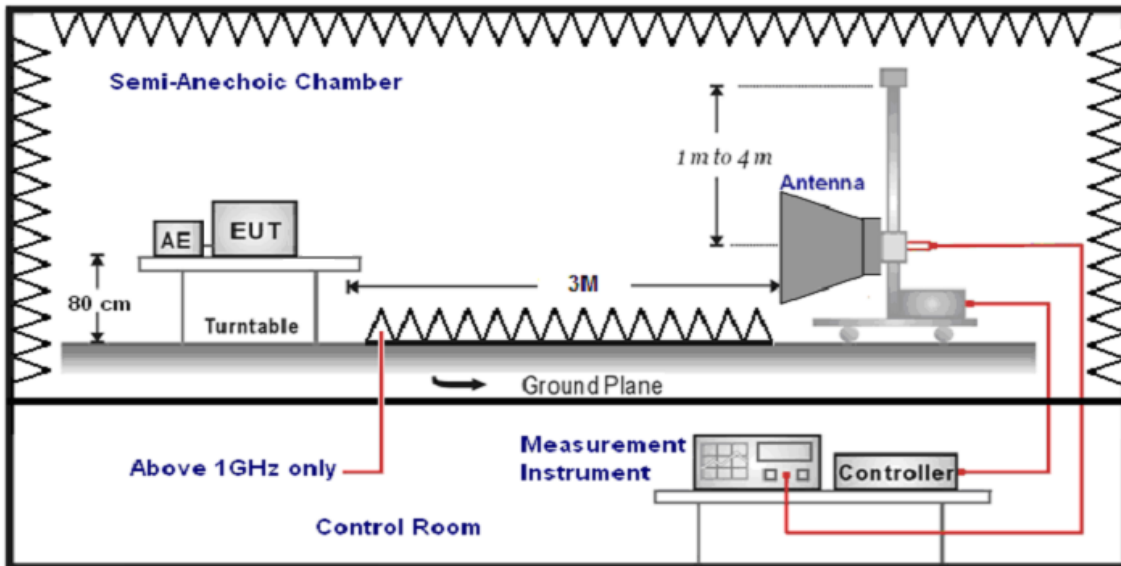 Semi-Anechoic Chamber
1 m to 4 m
Antenna
AE
EUT
80 cm
3M
Turntable
Ground Plane
Above 1GHz only
Measurement
Instrument
Controller
Control Room